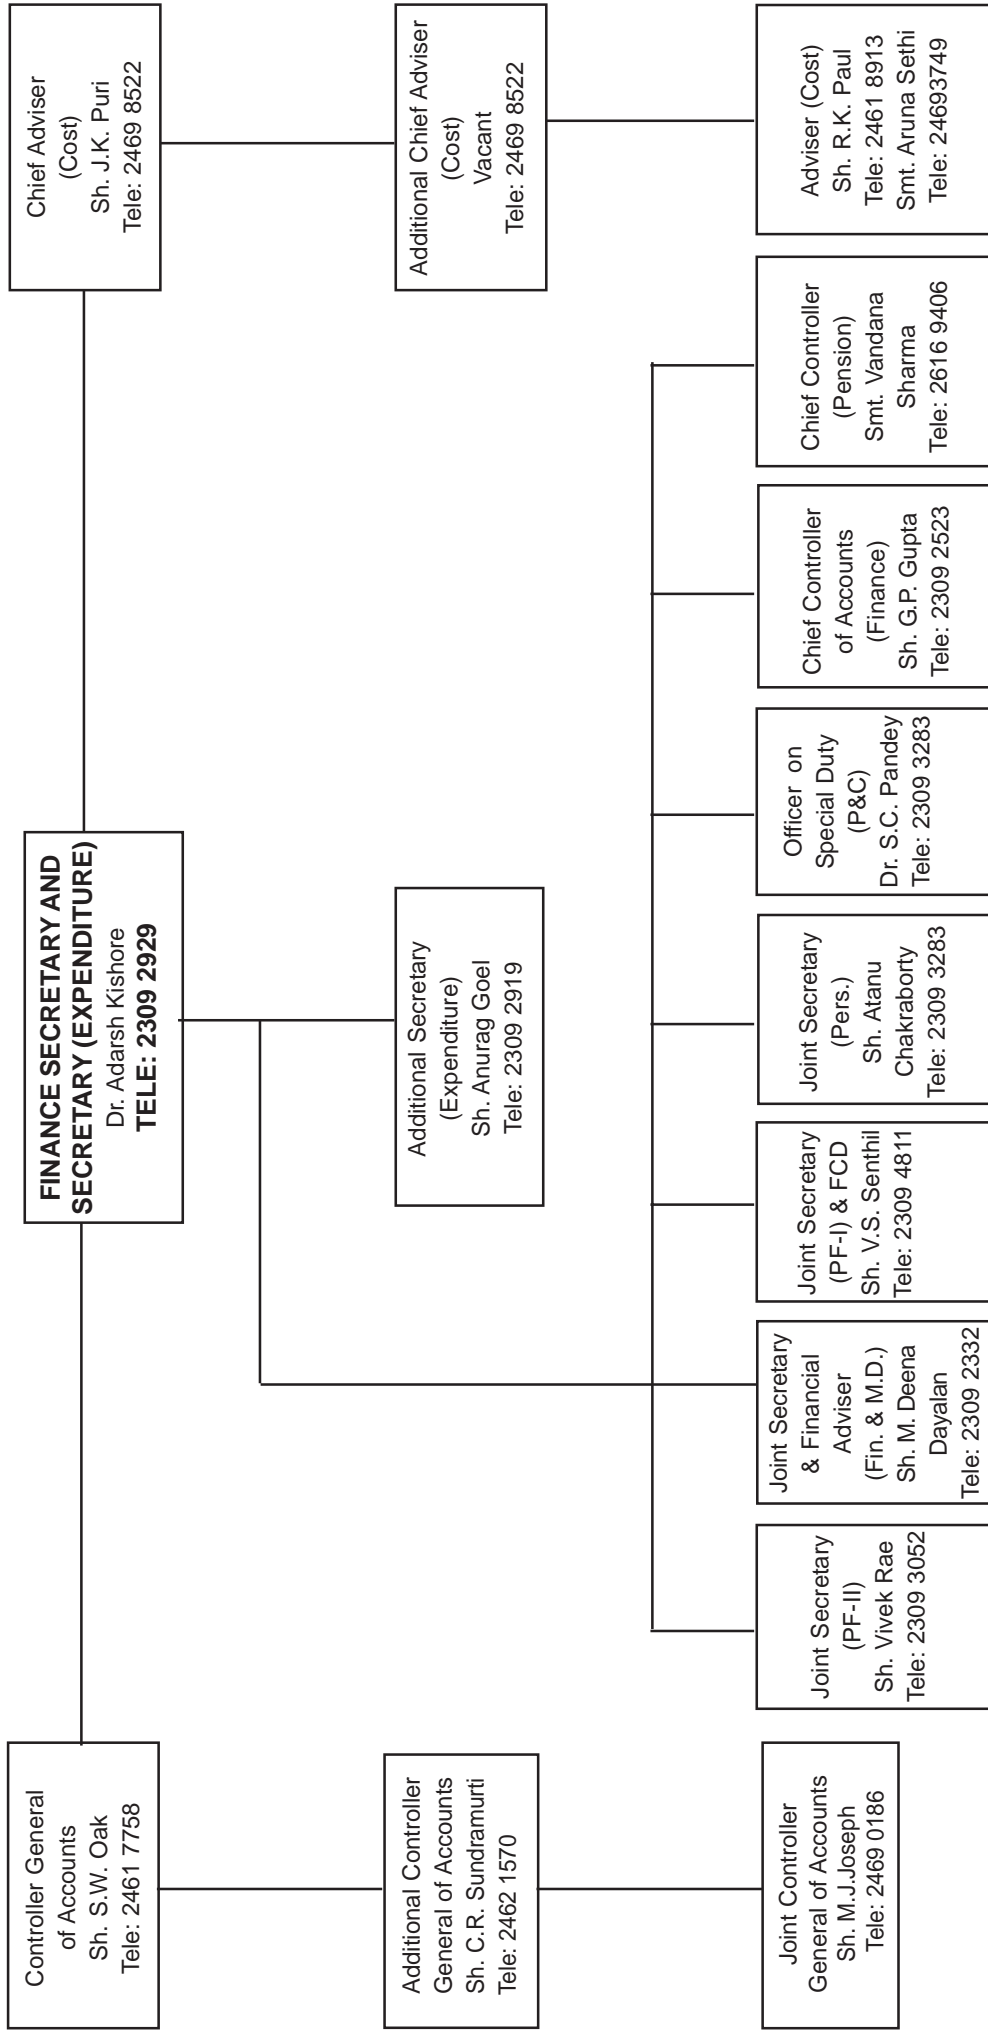 FINANCE SECRETARY AND
SECRETARY (EXPENDITURE)
Dr. Adarsh Kishore
TELE: 2309 2929
Controller General
of Accounts
Sh. S.W. Oak
Tele: 2461 7758
Chief Adviser
(Cost)
Sh. J.K. Puri
Tele: 2469 8522
Additional Controller
General of Accounts
Sh. C.R. Sundramurti
Tele: 2462 1570
Additional Secretary
(Expenditure)
Sh. Anurag Goel
Tele: 2309 2919
Additional Chief Adviser
(Cost)
Vacant
Tele: 2469 8522
Joint Controller
General of Accounts
Sh. M.J.Joseph
Tele: 2469 0186
Joint Secretary
(PF-II)
Sh. Vivek Rae
Tele: 2309 3052
Joint Secretary
& Financial
Adviser
(Fin. & M.D.)
Sh. M. Deena
Dayalan
Tele: 2309 2332
Joint Secretary
(PF-I) & FCD
Sh. V.S. Senthil
Tele: 2309 4811
Joint Secretary
(Pers.)
Sh. Atanu
Chakraborty
Tele: 2309 3283
Officer on
Special Duty
(P&C)
Dr. S.C. Pandey
Tele: 2309 3283
Chief Controller
of Accounts
(Finance)
Sh. G.P. Gupta
Tele: 2309 2523
Chief Controller
(Pension)
Smt. Vandana
Sharma
Tele: 2616 9406
Adviser (Cost)
Sh. R.K. Paul
Tele: 2461 8913
Smt. Aruna Sethi
Tele: 24693749